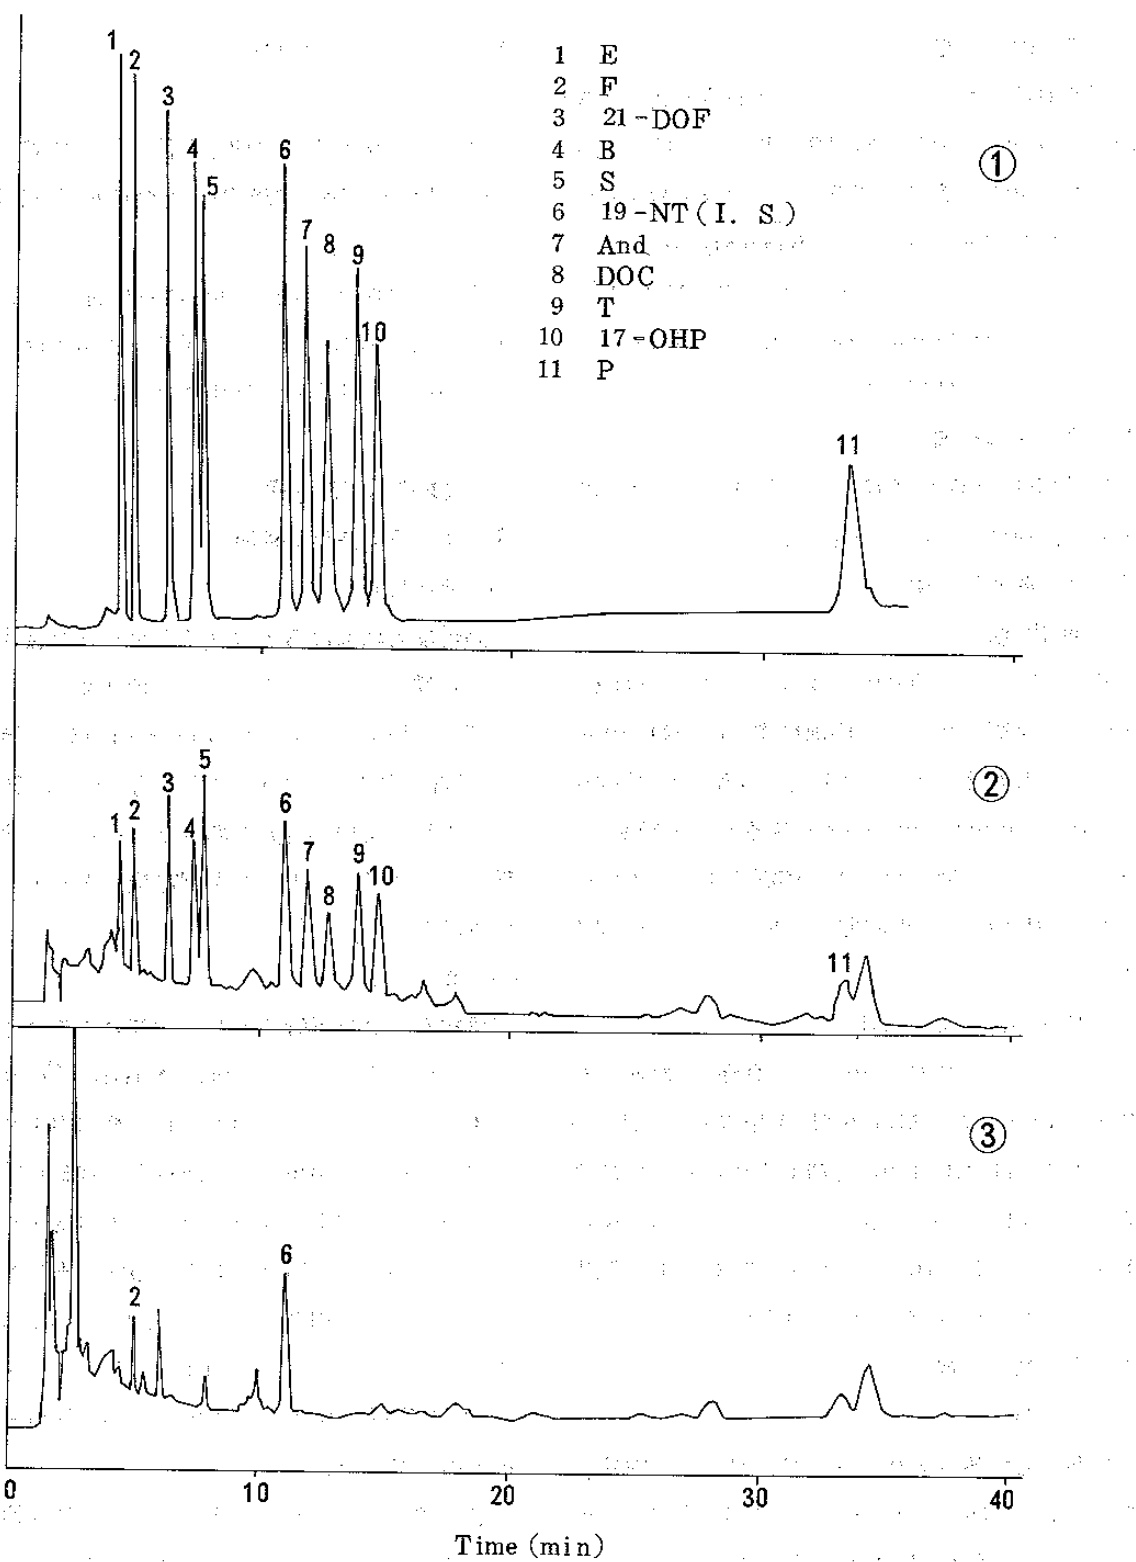 1 E
2 F
3 21-DOF
4 B
5 S
6 19-NT (I. S.)
7 And
8 DOC
9 T
10 17-OHP
11 P
①
1 2 3 4 5 6 7 8 9 10 11
②
1 2 3 4 5 6 7 8 9 10 11
③
2 6
0 10 20 30 40
Time (min)